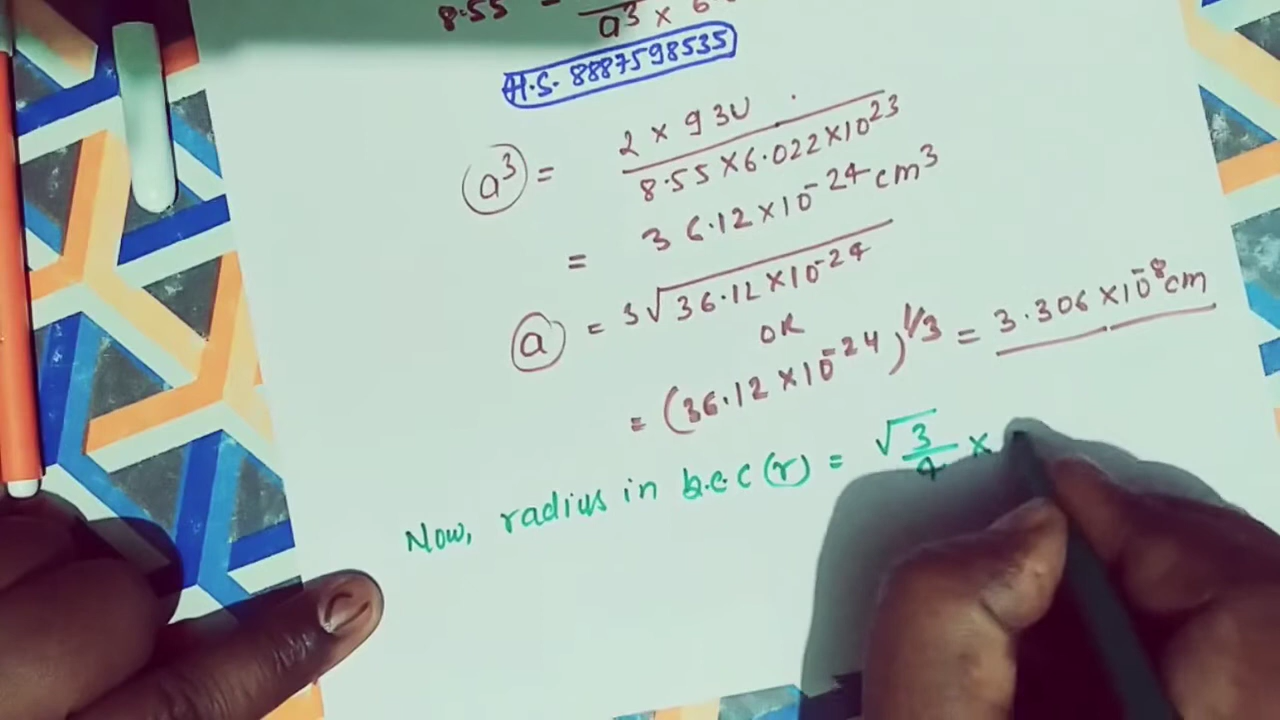 8.55 =
a³ × 6.
H.S. 8887598535
a³ = 2 × 93U
8.55 × 6.022 × 10²³
= 36.12 × 10⁻²⁴ cm³
a = ³√36.12 × 10⁻²⁴
OR
= (36.12 × 10⁻²⁴)^1/3 = 3.306 × 10⁻⁸ cm
Now, radius in b.c.c (r) = √3/4 ×